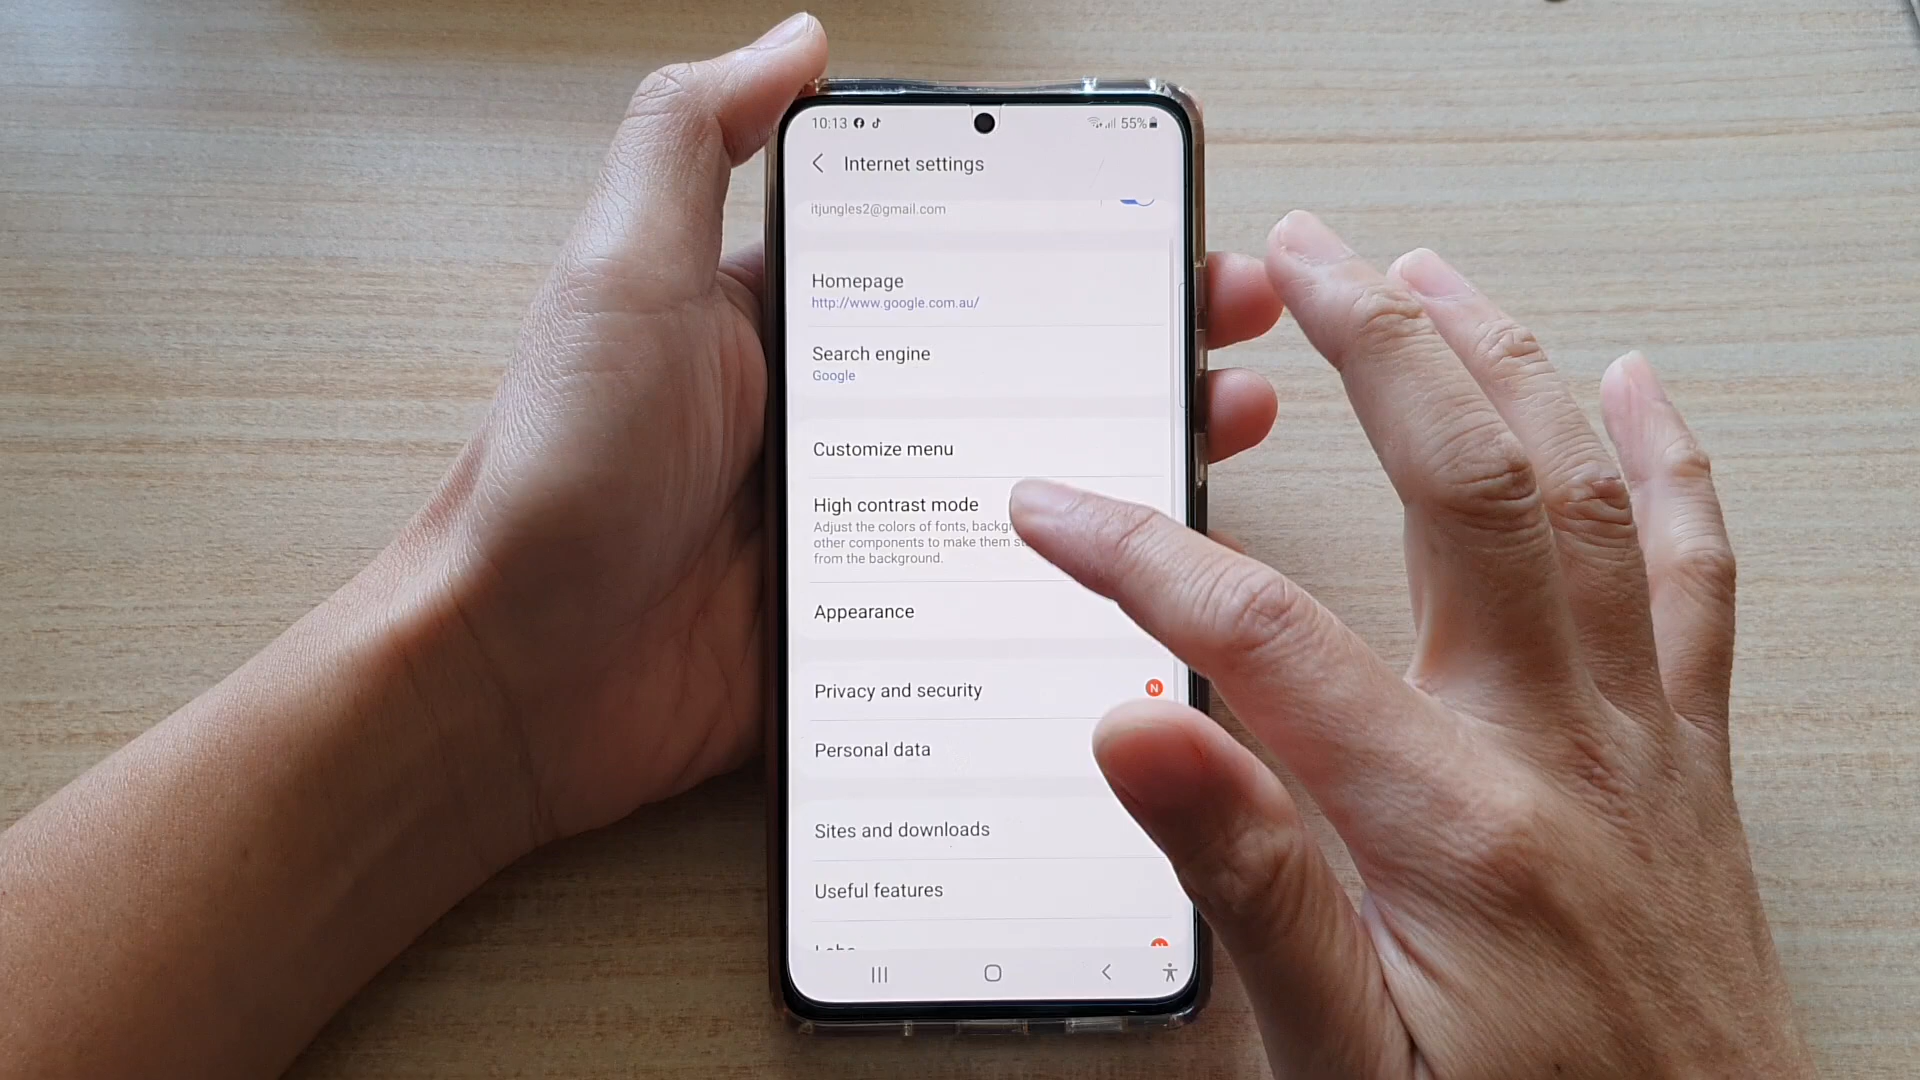 10:13 55%
Internet settings
itjungles2@gmail.com
Homepage
http://www.google.com.au/
Search engine
Google
Customize menu
High contrast mode
Adjust the colors of fonts,
other components to make them
from the background.
Appearance
Privacy and security N
Personal data
Sites and downloads
Useful features